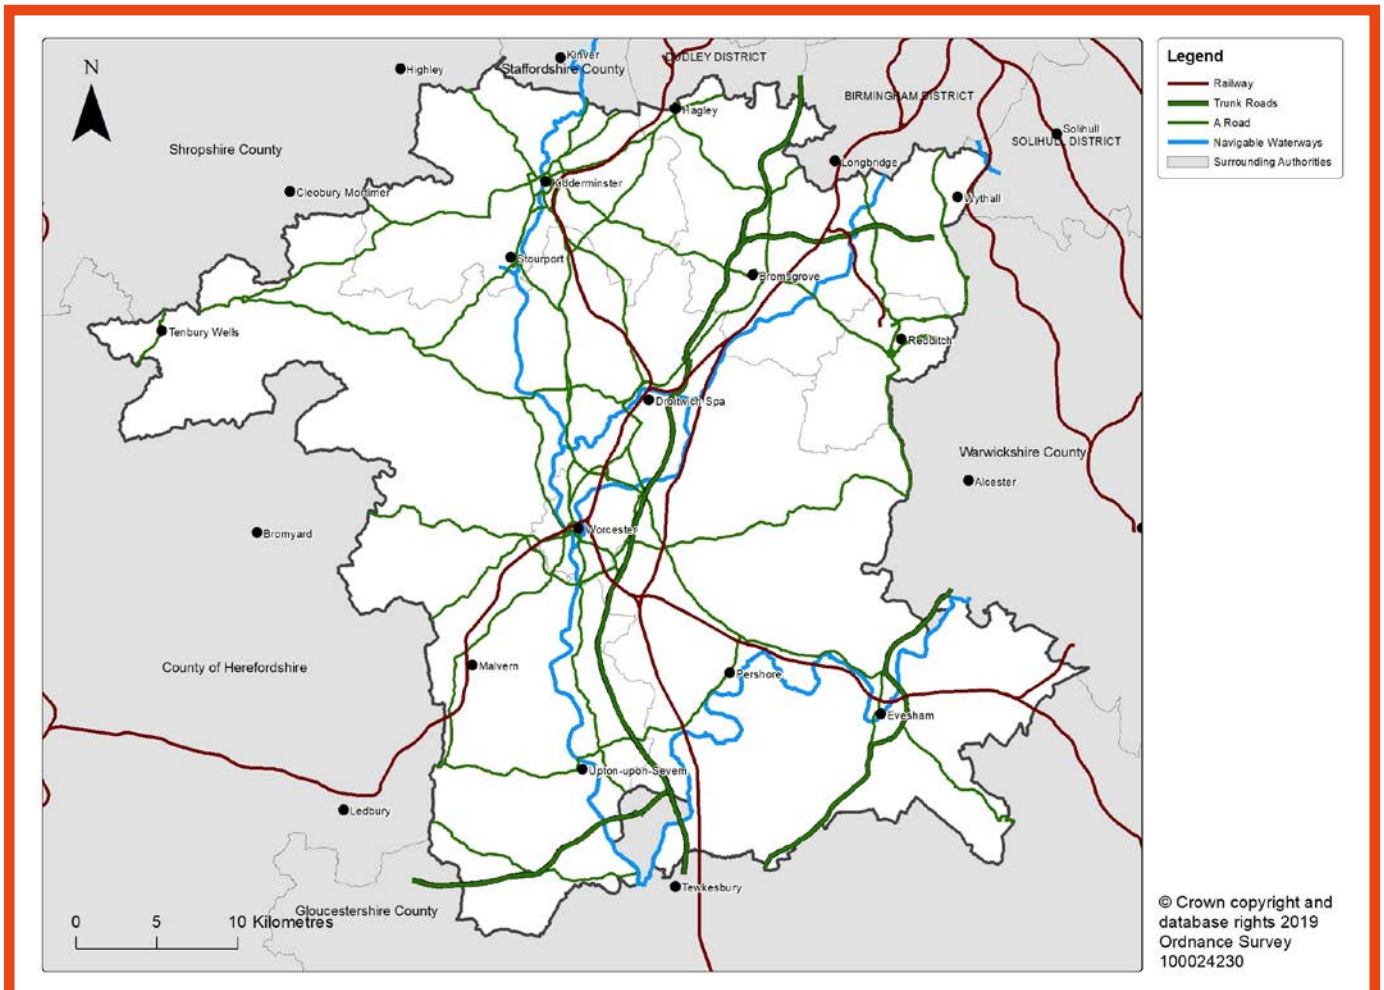 N
Kinver
Highley
Staffordshire County
DUDLEY DISTRICT
BIRMINGHAM DISTRICT
Hagley
Solihull
SOLIHULL DISTRICT
Shropshire County
Longbridge
Kidderminster
Cleobury Mortimer
Wythall
Stourport
Bromsgrove
Tenbury Wells
Redditch
Droitwich Spa
Warwickshire County
Alcester
Bromyard
Worcester
County of Herefordshire
Malvern
Pershore
Evesham
Upton-upon-Severn
Ledbury
Tewkesbury
Gloucestershire County
0 5 10 Kilometres
Legend
Railway
Trunk Roads
A Road
Navigable Waterways
Surrounding Authorities
© Crown copyright and
database rights 2019
Ordnance Survey
100024230